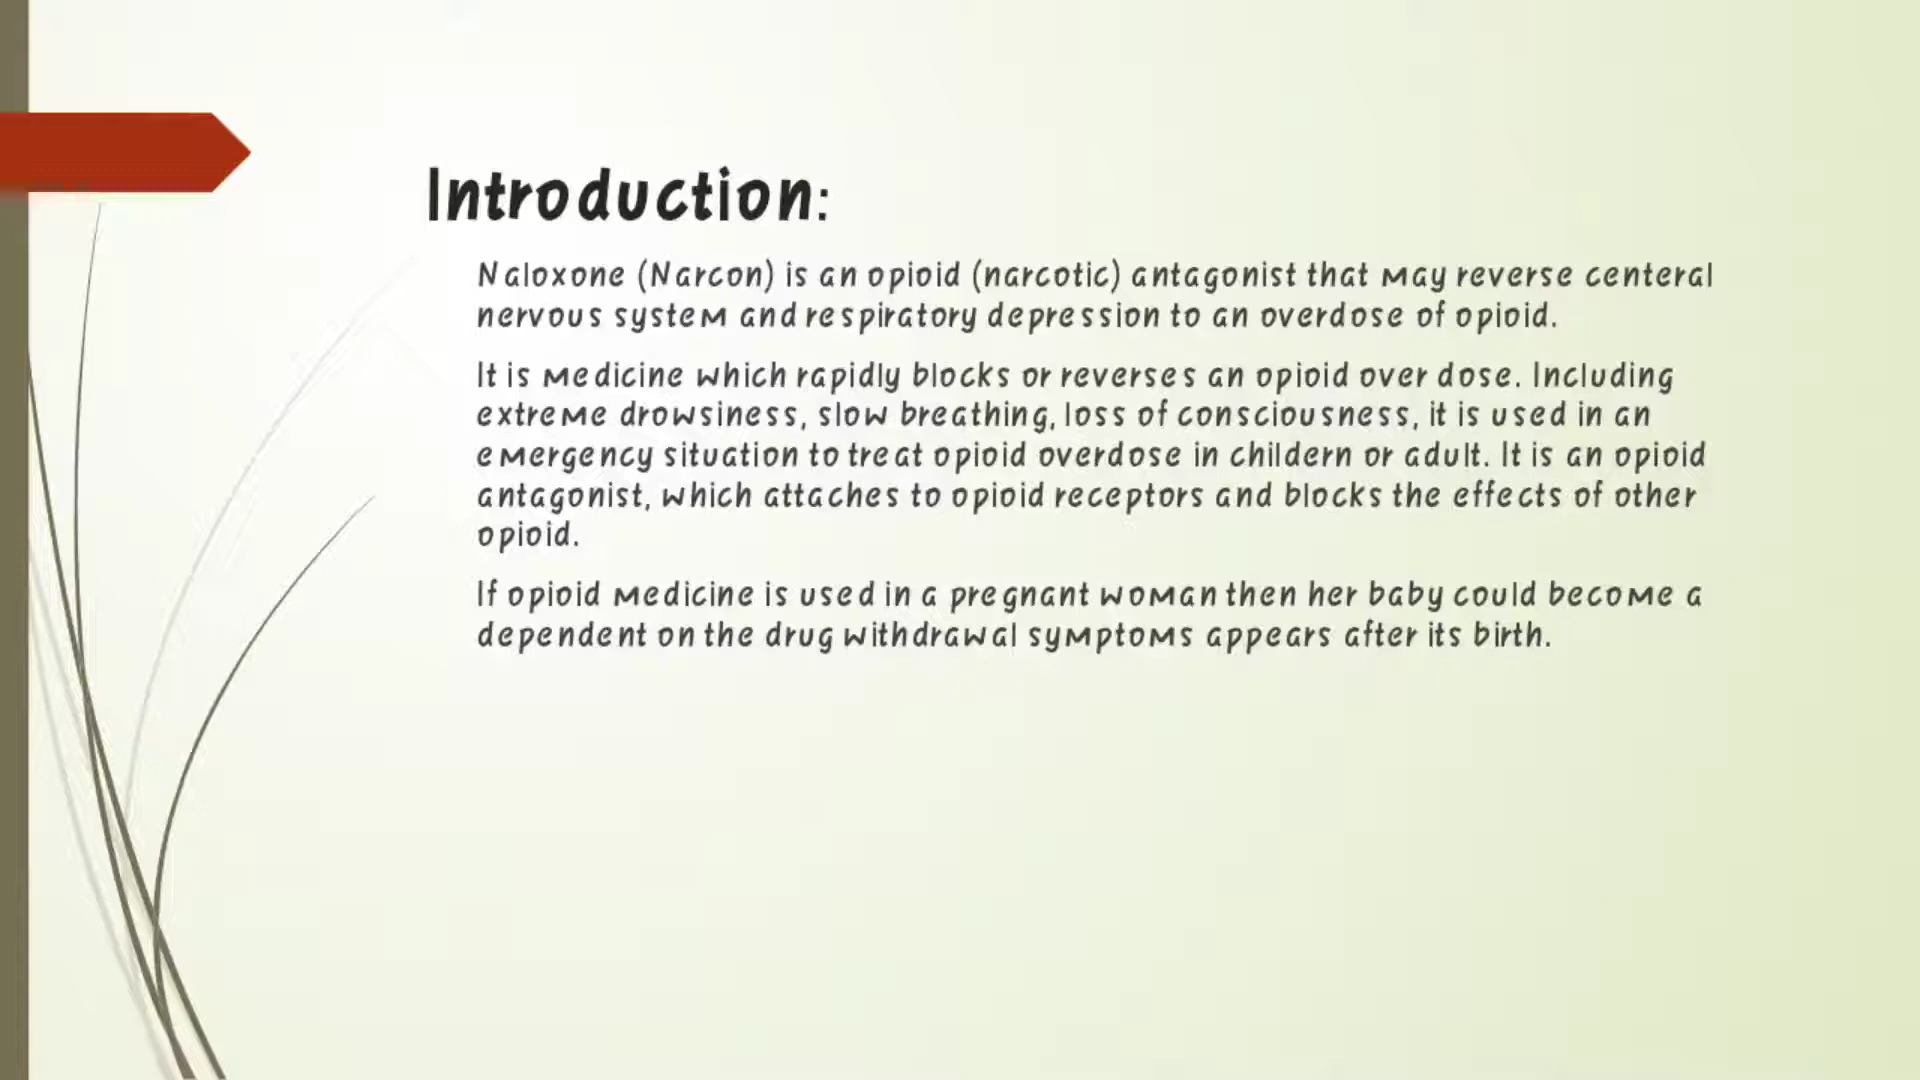 Introduction:
Naloxone (Narcon) is an opioid (narcotic) antagonist that may reverse centeral
nervous system and respiratory depression to an overdose of opioid.
It is medicine which rapidly blocks or reverses an opioid over dose. Including
extreme drowsiness, slow breathing, loss of consciousness, it is used in an
emergency situation to treat opioid overdose in childern or adult. It is an opioid
antagonist, which attaches to opioid receptors and blocks the effects of other
opioid.
If opioid medicine is used in a pregnant woman then her baby could become a
dependent on the drug withdrawal symptoms appears after its birth.